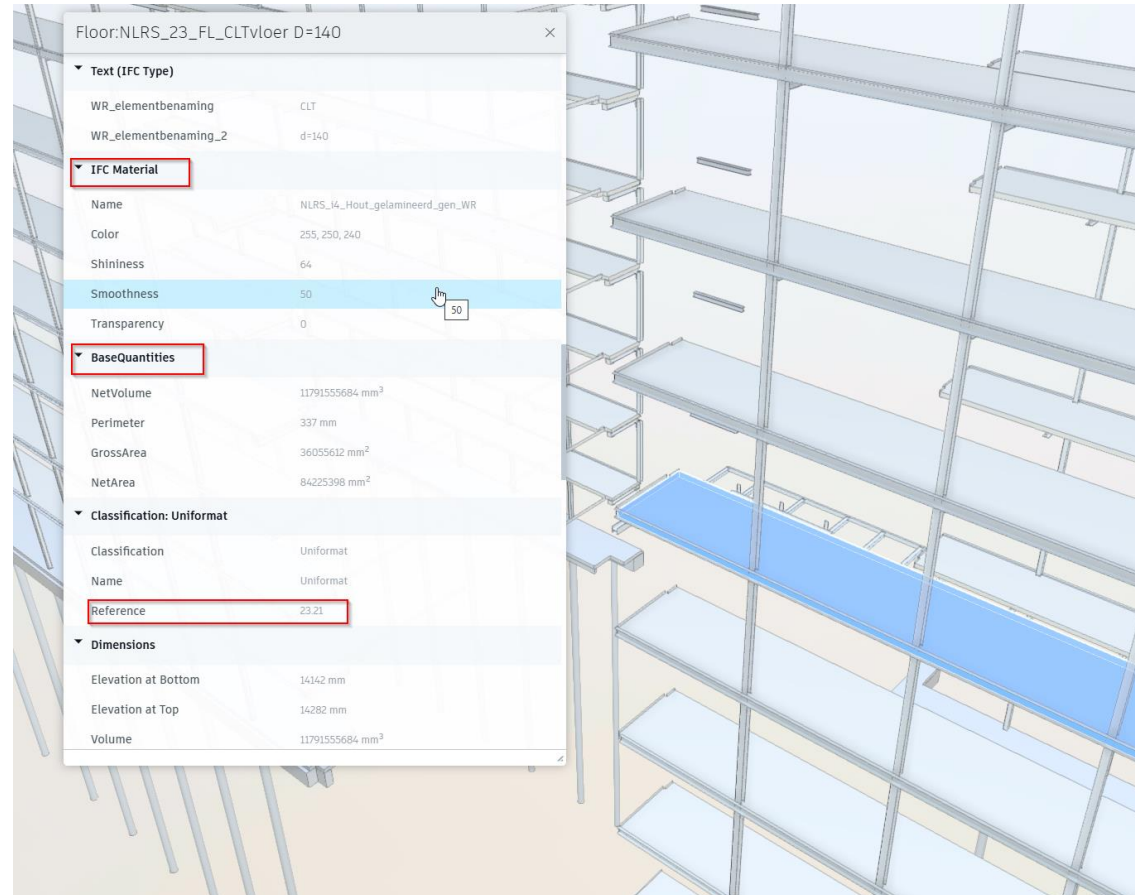 Floor:NLRS_23_FL_CLTvloer D=140
Text (IFC Type)
WR_elementbenaming CLT
WR_elementbenaming_2 d=140
IFC Material
Name NLRS_i4_Hout_gelamineerd_gen_WR
Color 255, 250, 240
Shininess 64
Smoothness 50
50
Transparency 0
BaseQuantities
NetVolume 11791555684 mm³
Perimeter 337 mm
GrossArea 36055612 mm²
NetArea 84225398 mm²
Classification: Uniformat
Classification Uniformat
Name Uniformat
Reference 23.21
Dimensions
Elevation at Bottom 14142 mm
Elevation at Top 14282 mm
Volume 11791555684 mm³